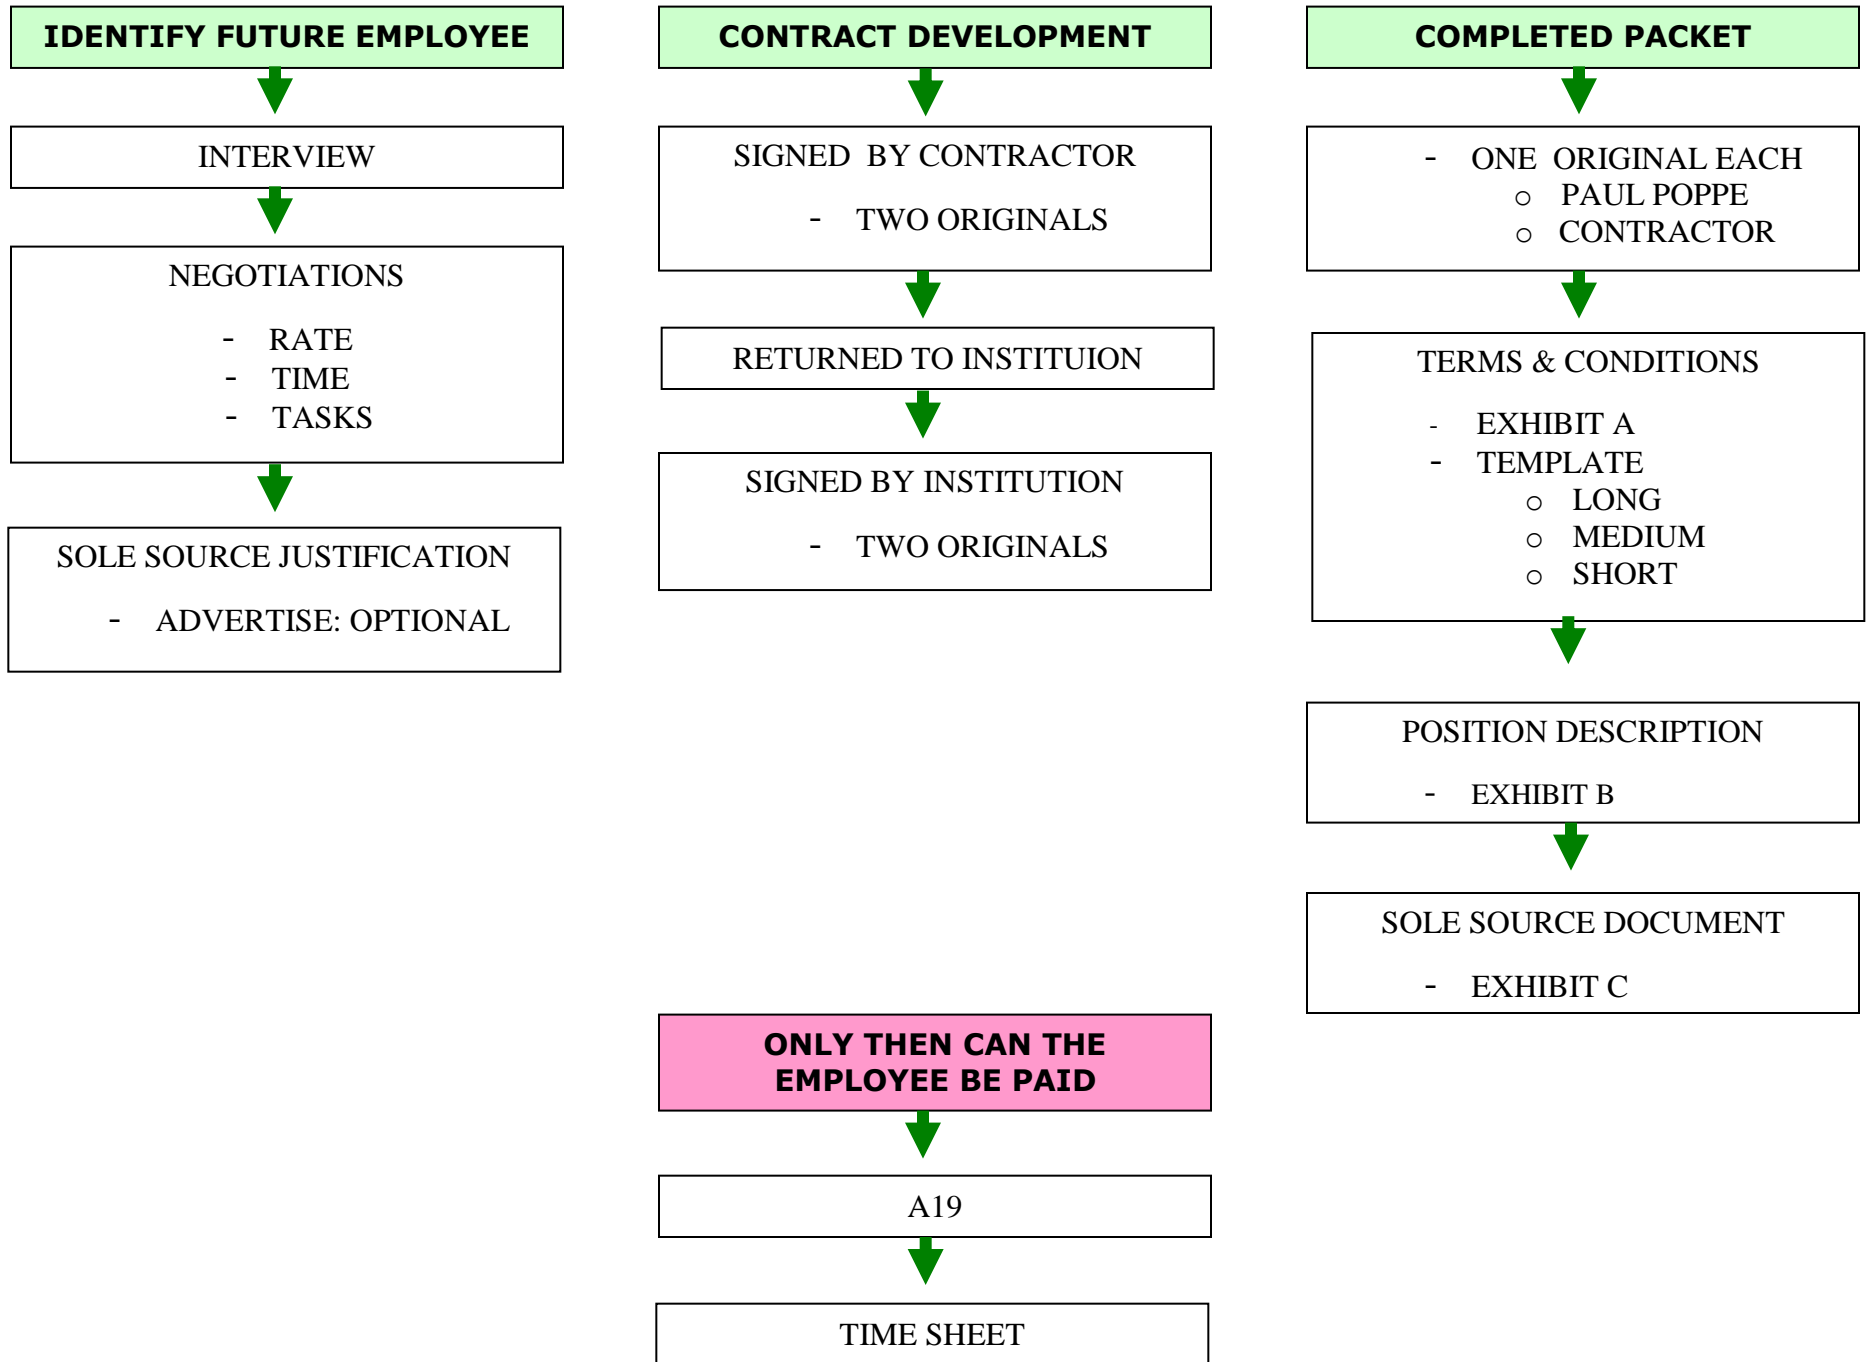 IDENTIFY FUTURE EMPLOYEE
INTERVIEW
NEGOTIATIONS
- RATE
- TIME
- TASKS
SOLE SOURCE JUSTIFICATION
- ADVERTISE: OPTIONAL
CONTRACT DEVELOPMENT
SIGNED BY CONTRACTOR
- TWO ORIGINALS
RETURNED TO INSTITUION
SIGNED BY INSTITUTION
- TWO ORIGINALS
COMPLETED PACKET
- ONE ORIGINAL EACH
o PAUL POPPE
o CONTRACTOR
TERMS & CONDITIONS
- EXHIBIT A
- TEMPLATE
o LONG
o MEDIUM
o SHORT
POSITION DESCRIPTION
- EXHIBIT B
SOLE SOURCE DOCUMENT
- EXHIBIT C
ONLY THEN CAN THE
EMPLOYEE BE PAID
A19
TIME SHEET